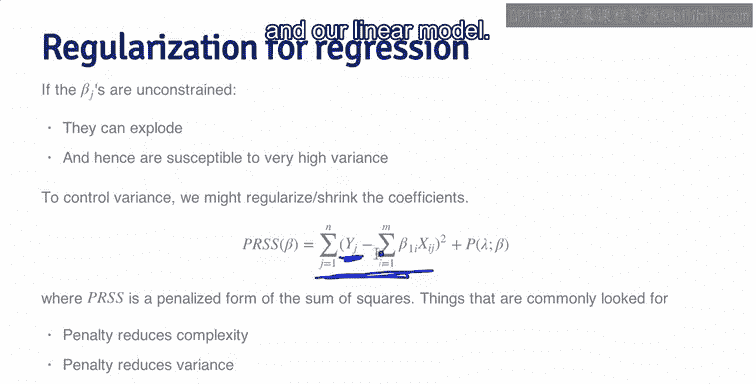 and our linear model.
Regularization for regression
If the βj's are unconstrained:
· They can explode
· And hence are susceptible to very high variance
To control variance, we might regularize/shrink the coefficients.
PRSS(β) = ∑_{j=1}^{n} (Y_j − ∑_{i=1}^{m} β_{1i}X_{ij})² + P(λ; β)
where PRSS is a penalized form of the sum of squares. Things that are commonly looked for
· Penalty reduces complexity
· Penalty reduces variance